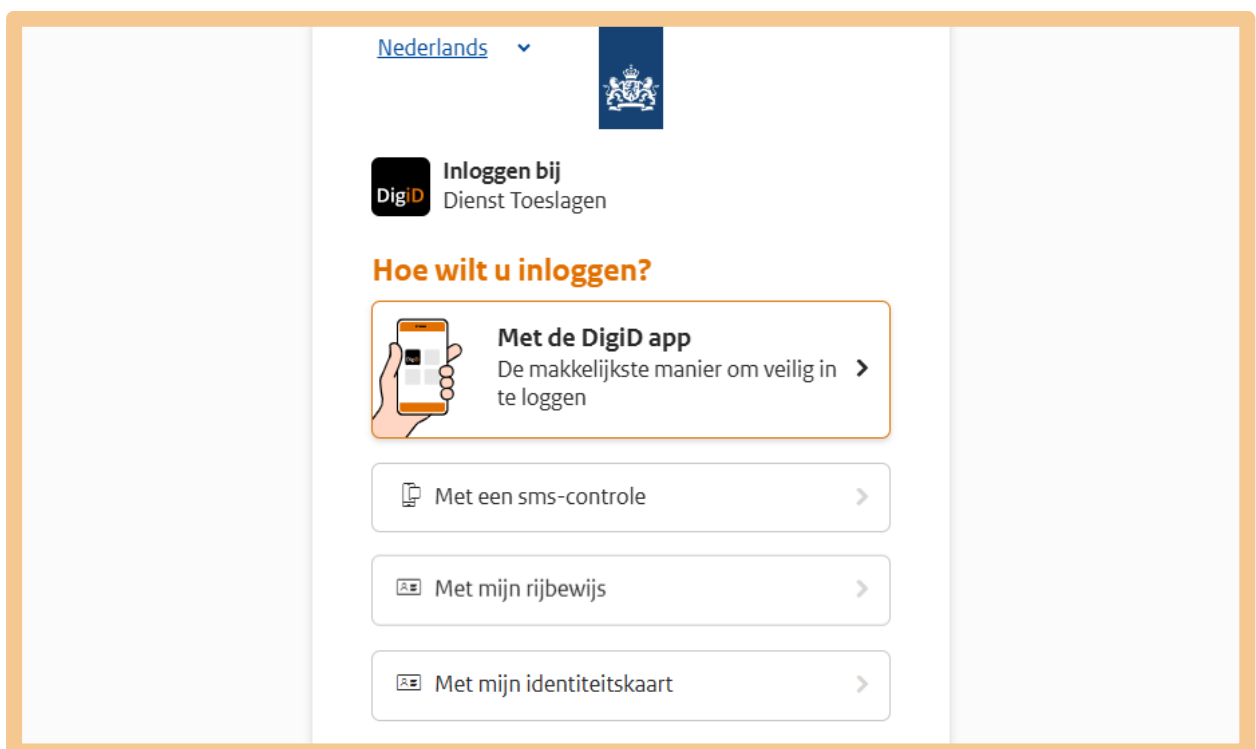 Nederlands
DigiD
Inloggen bij
Dienst Toeslagen
Hoe wilt u inloggen?
Met de DigiD app
De makkelijkste manier om veilig in
te loggen
Met een sms-controle
Met mijn rijbewijs
Met mijn identiteitskaart